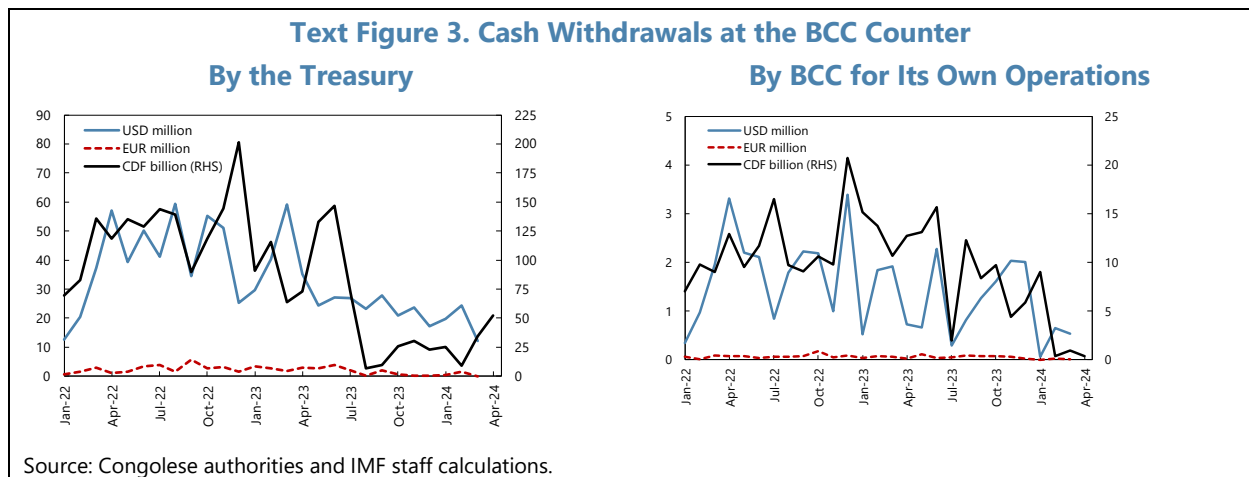 Text Figure 3. Cash Withdrawals at the BCC Counter
By the Treasury
By BCC for Its Own Operations
90
80
70
60
50
40
30
20
10
0
USD million
EUR million
CDF billion (RHS)
225
200
175
150
125
100
75
50
25
0
Jan-22
Apr-22
Jul-22
Oct-22
Jan-23
Apr-23
Jul-23
Oct-23
Jan-24
Apr-24
5
4
3
2
1
0
USD million
EUR million
CDF billion (RHS)
25
20
15
10
5
0
Jan-22
Apr-22
Jul-22
Oct-22
Jan-23
Apr-23
Jul-23
Oct-23
Jan-24
Apr-24
Source: Congolese authorities and IMF staff calculations.